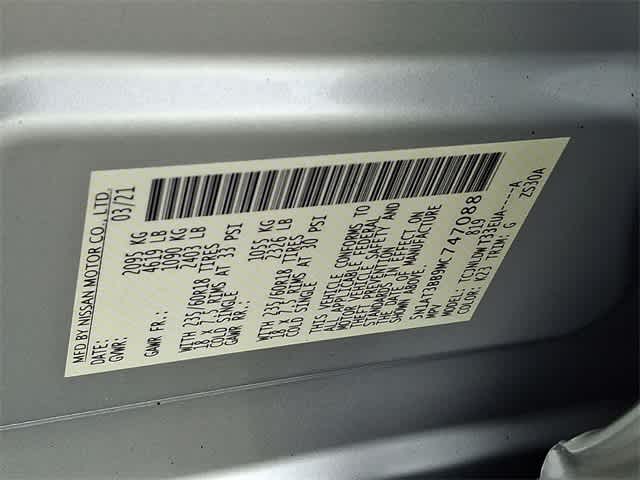 MFD BY NISSAN MOTOR CO.,LTD.
DATE: 03/21
GVWR: 2095 KG
4619 LB
GAWR FR.: 1090 KG
2403 LB
WITH 235/60R18 TIRES
18 x 7.5 RIMS AT 33 PSI
COLD SINGLE
GAWR RR.: 1055 KG
2326 LB
WITH 235/60R18 TIRES
18 x 7.5 RIMS AT 30 PSI
COLD SINGLE
THIS VEHICLE CONFORMS TO
ALL APPLICABLE FEDERAL
MOTOR VEHICLE SAFETY AND
THEFT PREVENTION
STANDARDS IN EFFECT ON
THE DATE OF MANUFACTURE
SHOWN ABOVE.
5N1AT3BB9MC 747088
MPV 819
MODEL: 
COLOR: K23 TRIM: G ZS30A